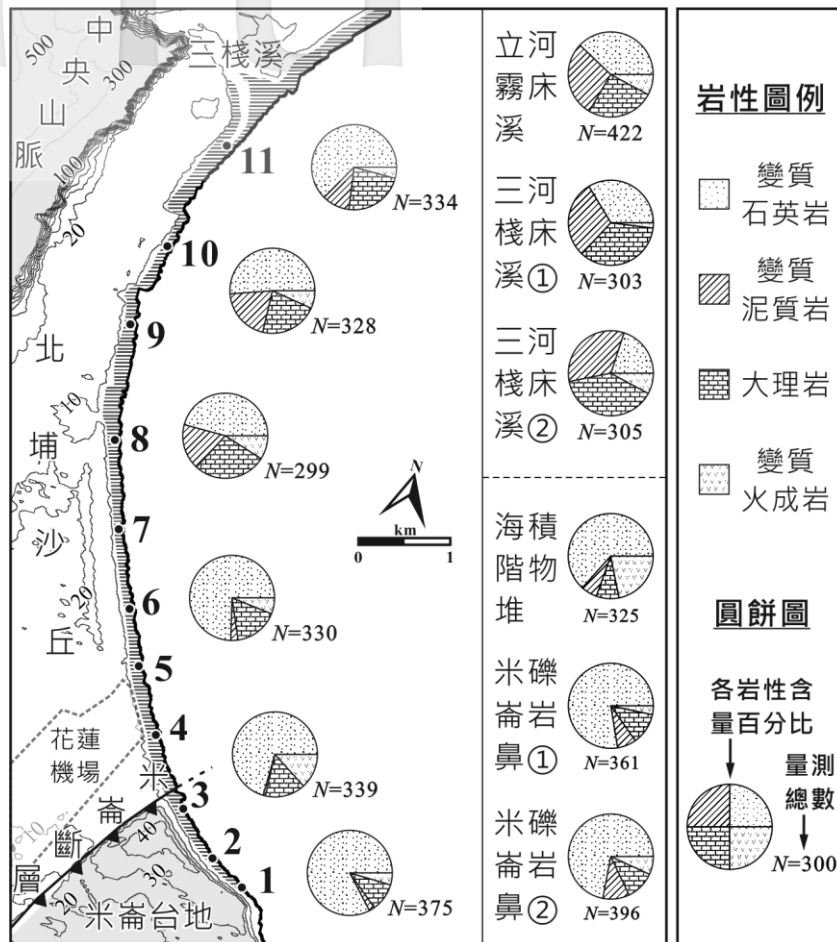 中央山脈
500
300
100
20
三棧溪
11
N=334
10
N=328
9
北埔沙丘
10
8
N=299
N
km
0 1
7
20
6
N=330
5
4
花蓮
機場
N=339
米崙斷層
3
10
40
2
30
1
20
米崙台地
N=375
立霧溪
河床
N=422
三棧溪①
河床
N=303
三棧溪②
河床
N=305
海階堆
積物
N=325
米崙鼻①
礫岩
N=361
米崙鼻②
礫岩
N=396
岩性圖例
變質
石英岩
變質
泥質岩
大理岩
變質
火成岩
圓餅圖
各岩性含
量百分比
量測
總數
N=300